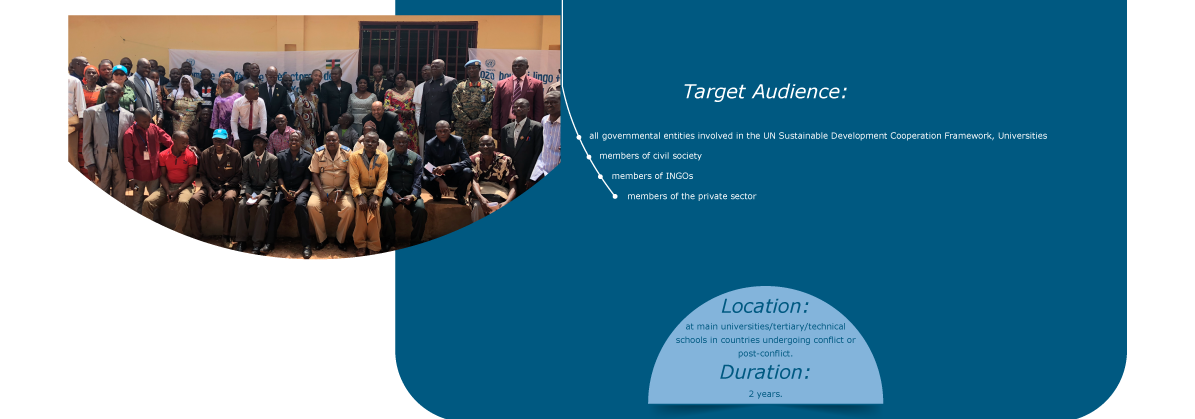 2020
Target Audience:
all governmental entities involved in the UN Sustainable Development Cooperation Framework, Universities
members of civil society
members of INGOs
members of the private sector
Location:
at main universities/tertiary/technical
schools in countries undergoing conflict or
post-conflict.
Duration:
2 years.